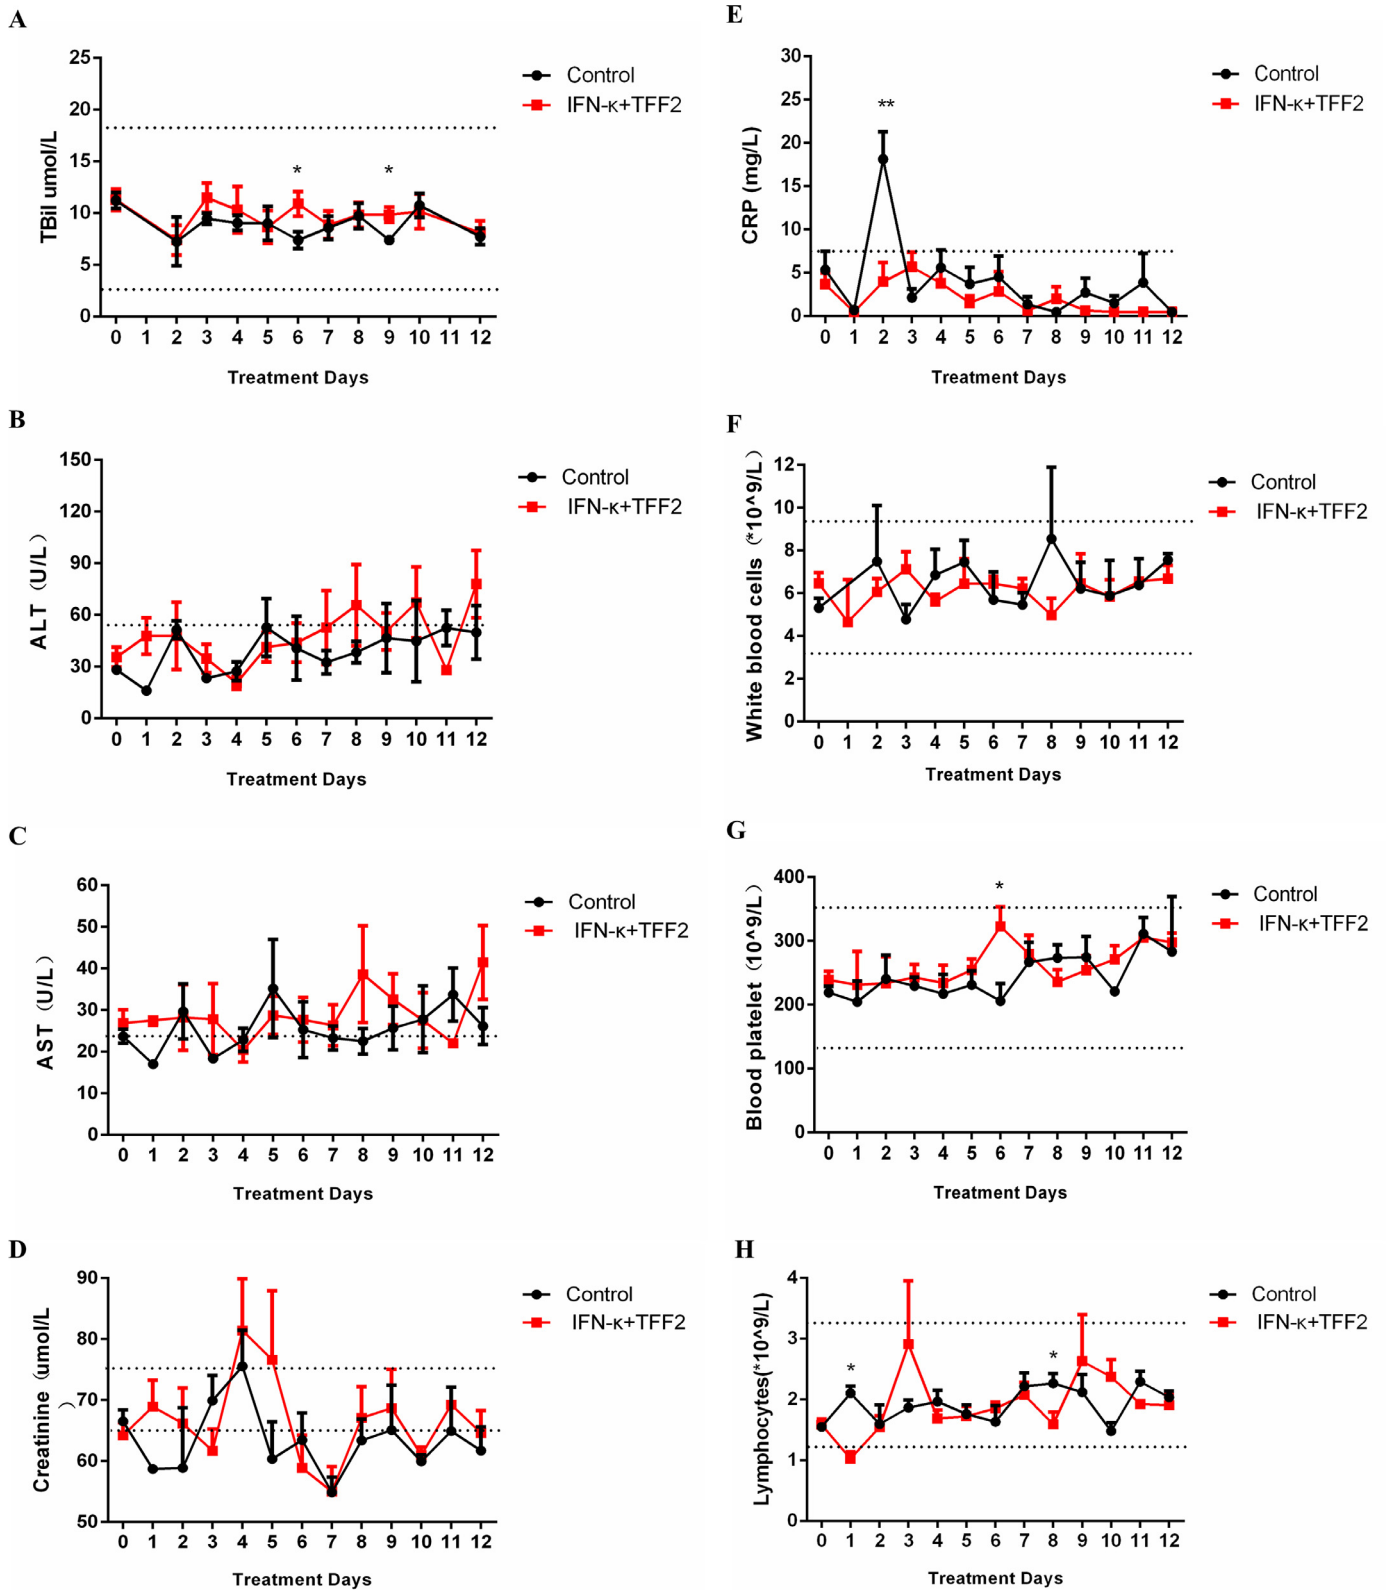 A
TBil umol/L
25
20
15
10
5
0
* *
0 1 2 3 4 5 6 7 8 9 10 11 12
Treatment Days
Control
IFN-κ+TFF2
B
ALT（U/L）
150
120
90
60
30
0
0 1 2 3 4 5 6 7 8 9 10 11 12
Treatment Days
Control
IFN-κ+TFF2
C
AST（U/L）
60
50
40
30
20
10
0
0 1 2 3 4 5 6 7 8 9 10 11 12
Treatment Days
Control
IFN-κ+TFF2
D
Creatinine（umol/L
）
90
80
70
60
50
0 1 2 3 4 5 6 7 8 9 10 11 12
Treatment Days
Control
IFN-κ+TFF2
E
CRP (mg/L)
30
25
20
15
10
5
0
**
0 1 2 3 4 5 6 7 8 9 10 11 12
Treatment Days
Control
IFN-κ+TFF2
F
White blood cells（*10^9/L）
12
10
8
6
4
2
0
0 1 2 3 4 5 6 7 8 9 10 11 12
Treatment Days
Control
IFN-κ+TFF2
G
Blood platelet（10^9/L）
400
300
200
100
0
*
0 1 2 3 4 5 6 7 8 9 10 11 12
Treatment Days
Control
IFN-κ+TFF2
H
Lymphocytes(*10^9/L)
4
3
2
1
0
* *
0 1 2 3 4 5 6 7 8 9 10 11 12
Treatment Days
Control
IFN-κ+TFF2